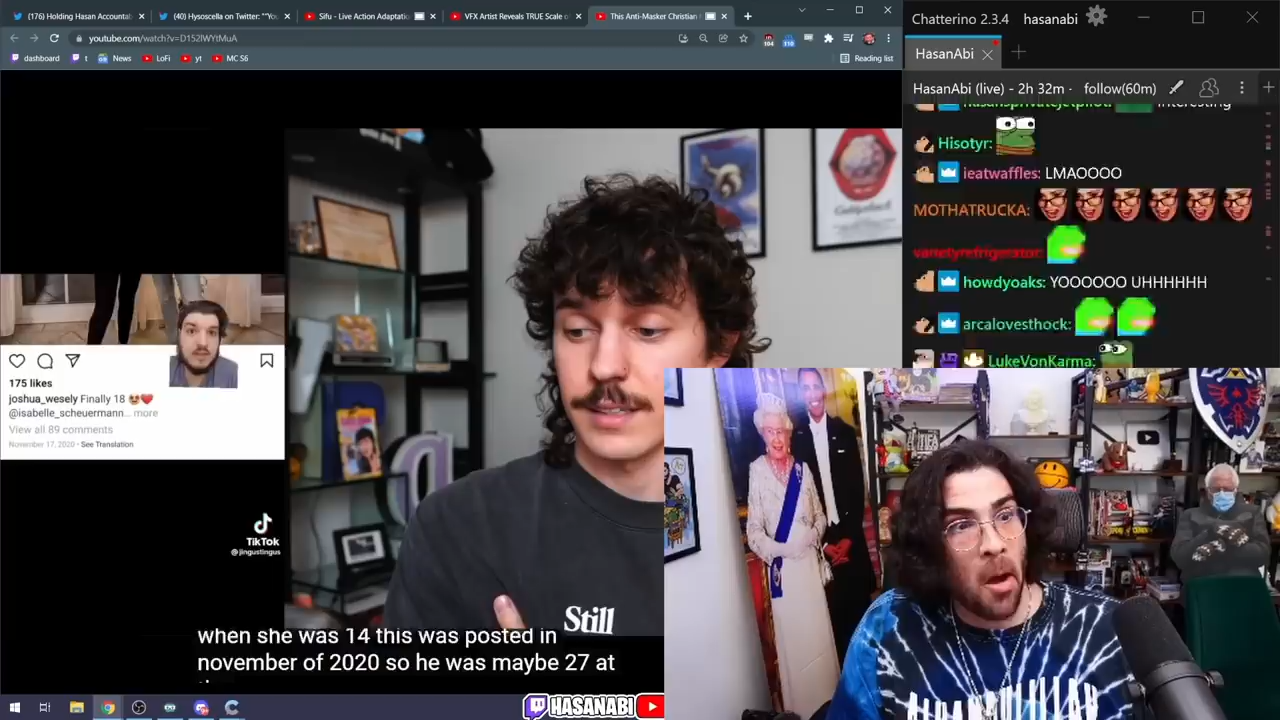 (176) Holding Hasan Accountab
(40) Hysoscella on Twitter: "'You
Sifu - Live Action Adaptatio
VFX Artist Reveals TRUE Scale o
This Anti-Masker Christian
youtube.com/watch?v=D152lWYtMuA
dashboard
t
News
LoFi
yt
MC S6
Reading list
175 likes
joshua_wesely Finally 18
@isabelle_scheuermann... more
View all 89 comments
November 17, 2020 • See Translation
TikTok
@jingustingus
Still
when she was 14 this was posted in
november of 2020 so he was maybe 27 at
HASANABI
Chatterino 2.3.4 hasanabi
HasanAbi
HasanAbi (live) - 2h 32m - follow(60m)
Hisotyr:
ieatwaffles: LMAOOOO
MOTHATRUCKA:
varietyrefrigerator:
howdyoaks: YOOOOOO UHHHHHH
arcalovesthock:
LukeVonKarma: